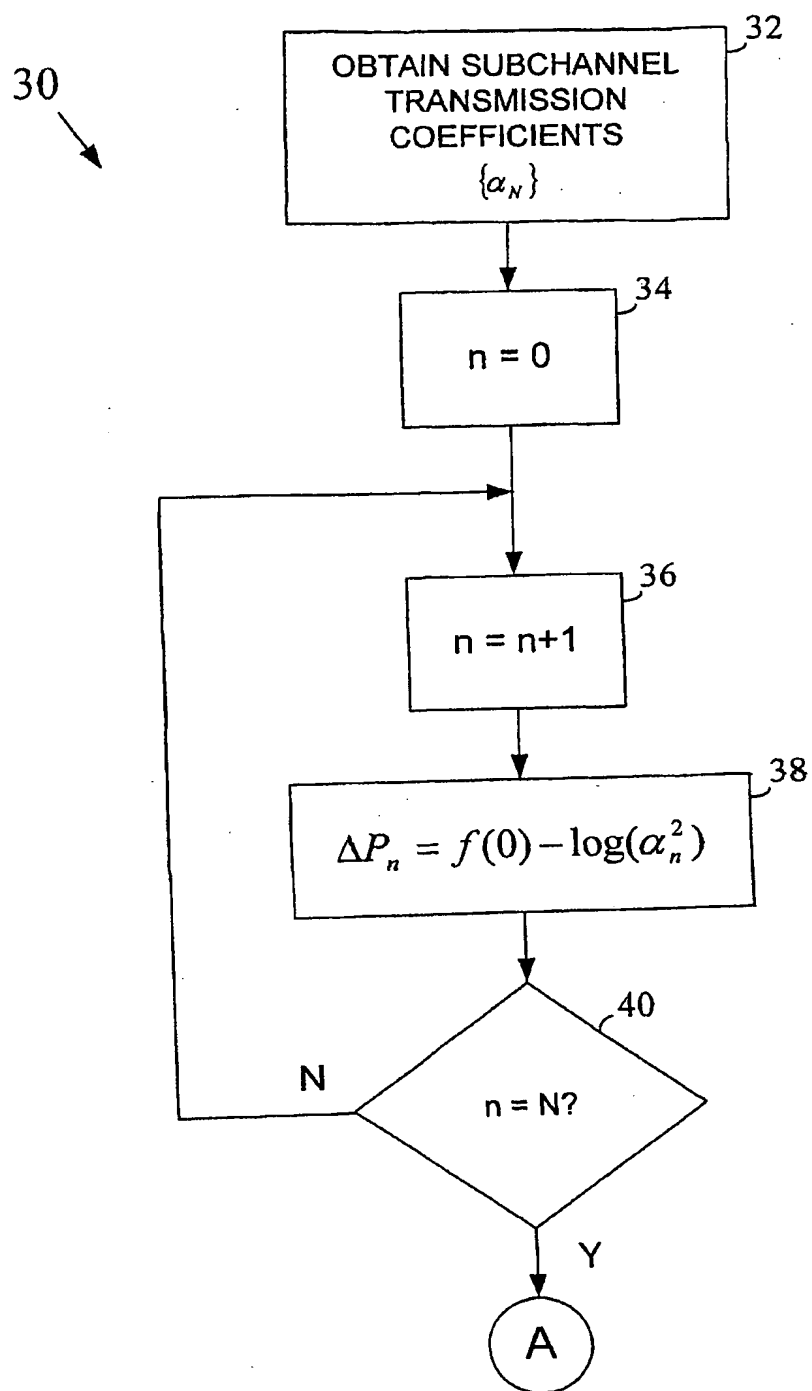 30
32
OBTAIN SUBCHANNEL
TRANSMISSION
COEFFICIENTS
{α_N}
34
n = 0
36
n = n+1
38
ΔP_n = f(0) − log(α_n^2)
40
N
n = N?
Y
A